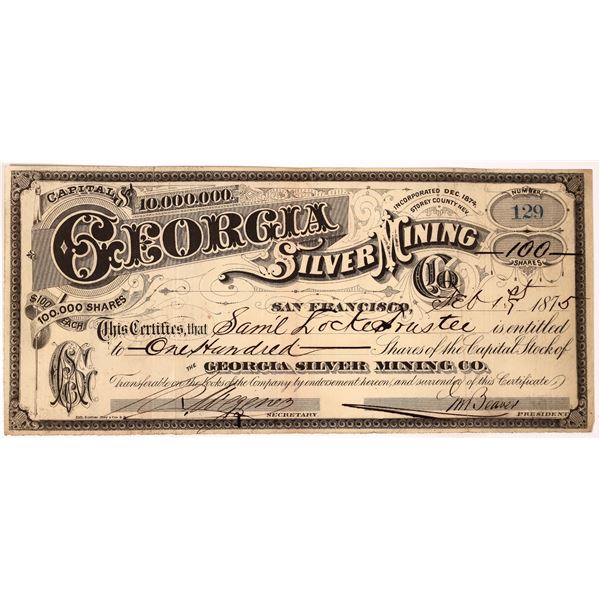 CAPITAL $ 10.000.000.
INCORPORATED DEC. 1874.
STOREY COUNTY, NEV.
NUMBER
129
GEORGIA
SILVER MINING Co.
100
SHARES
$100 EACH
100.000 SHARES
SAN FRANCISCO, Feb 1st 1875
This Certifies, that Saml Locke Trustee is entitled
to One Hundred Shares of the Capital Stock of
THE GEORGIA SILVER MINING CO.
Transferable on the books of the Company by endorsement hereon, and surrender of this Certificate
SECRETARY.
PRESIDENT